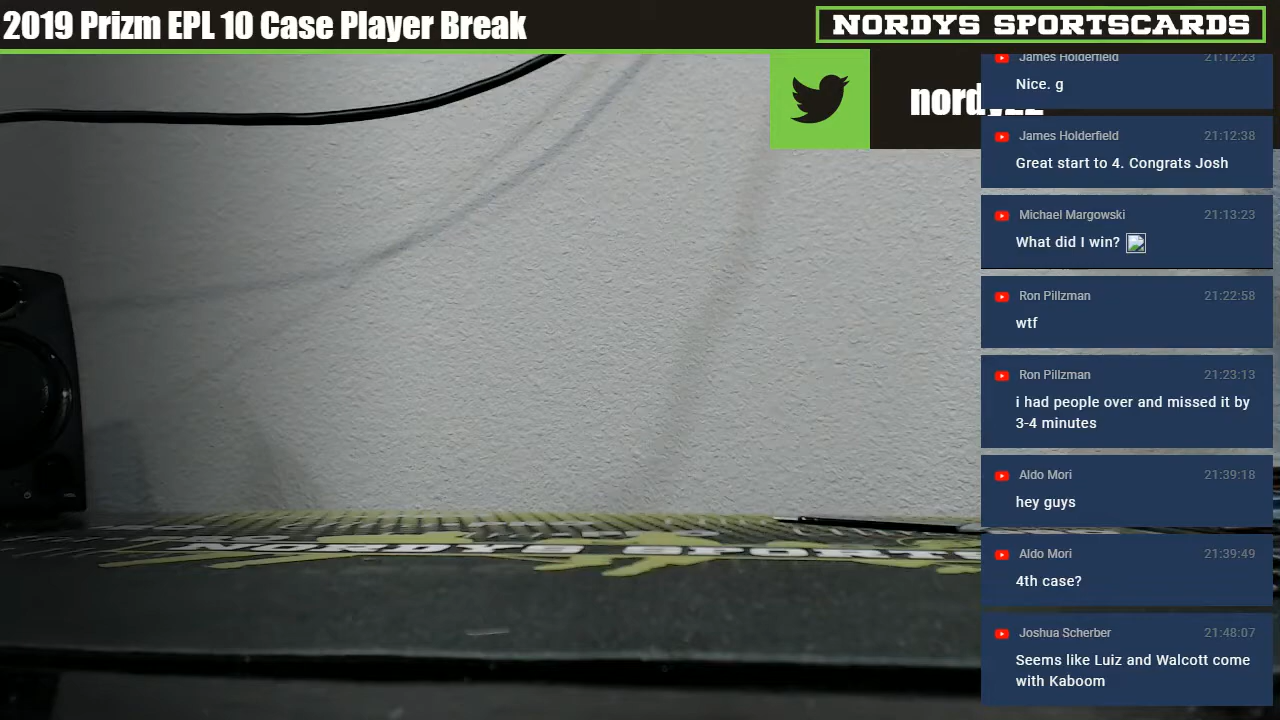 2019 Prizm EPL 10 Case Player Break
NORDYS SPORTSCARDS
James Holderfield 21:12:23
Nice. g
James Holderfield 21:12:38
Great start to 4. Congrats Josh
Michael Margowski 21:13:23
What did I win?
Ron Pillzman 21:22:58
wtf
Ron Pillzman 21:23:13
i had people over and missed it by
3-4 minutes
Aldo Mori 21:39:18
hey guys
Aldo Mori 21:39:49
4th case?
Joshua Scherber 21:48:07
Seems like Luiz and Walcott come
with Kaboom
NORDYS